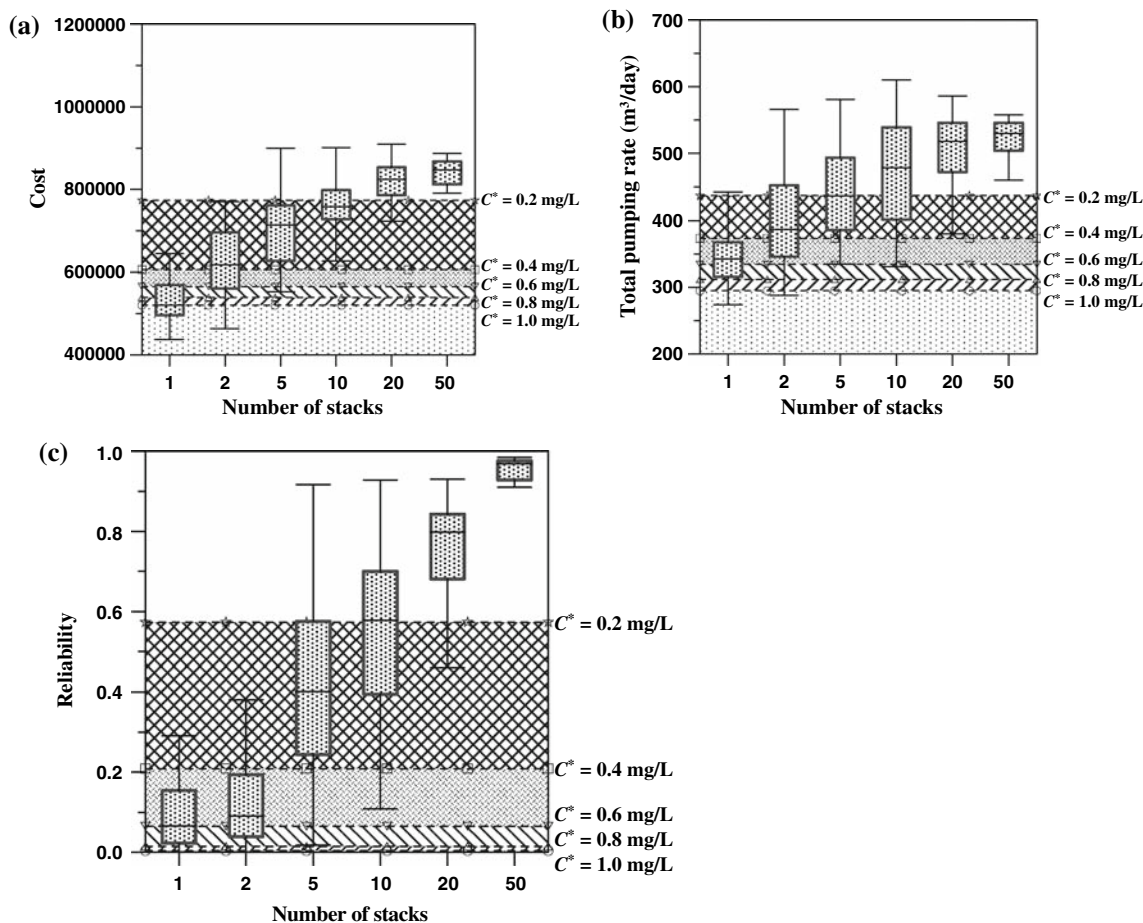 (a)
1200000
1000000
800000
600000
400000
Cost
1 2 5 10 20 50
Number of stacks
C* = 0.2 mg/L
C* = 0.4 mg/L
C* = 0.6 mg/L
C* = 0.8 mg/L
C* = 1.0 mg/L
(b)
700
600
500
400
300
200
Total pumping rate (m³/day)
1 2 5 10 20 50
Number of stacks
C* = 0.2 mg/L
C* = 0.4 mg/L
C* = 0.6 mg/L
C* = 0.8 mg/L
C* = 1.0 mg/L
(c)
1.0
0.8
0.6
0.4
0.2
0.0
Reliability
1 2 5 10 20 50
Number of stacks
C* = 0.2 mg/L
C* = 0.4 mg/L
C* = 0.6 mg/L
C* = 0.8 mg/L
C* = 1.0 mg/L